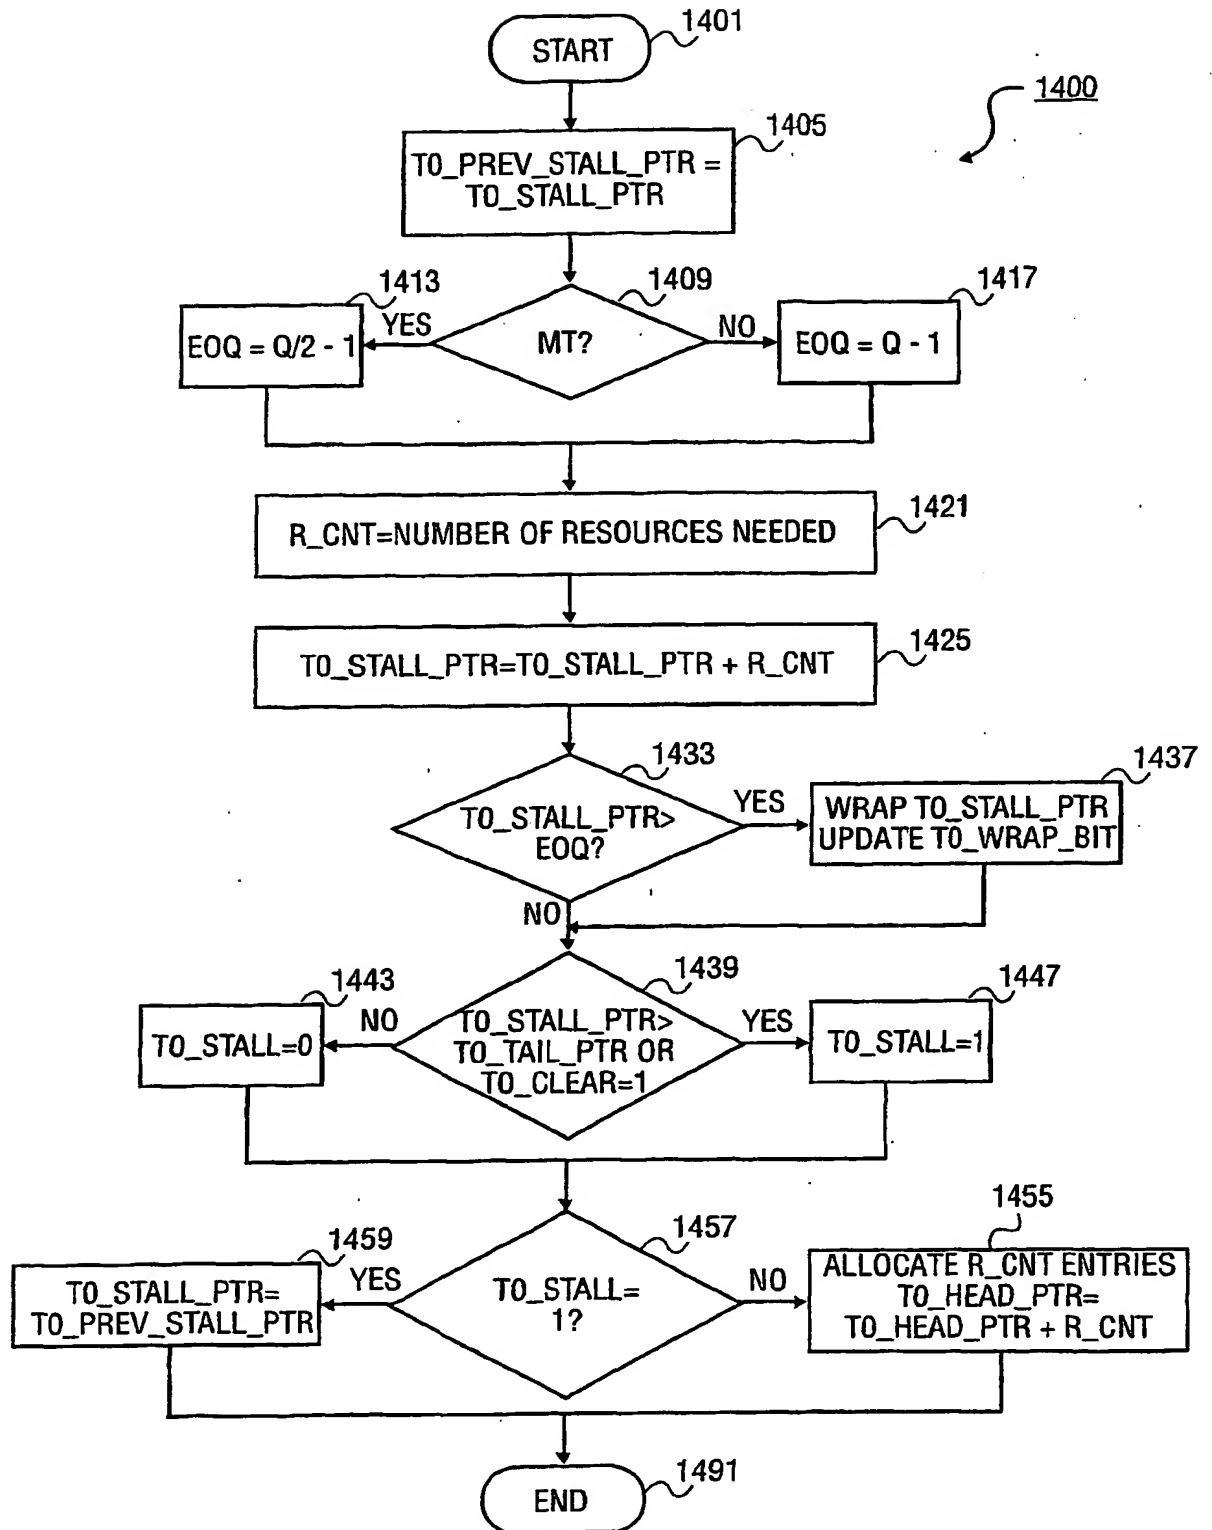 START
1401
1400
T0_PREV_STALL_PTR =
T0_STALL_PTR
1405
MT?
1409
YES
NO
EOQ = Q/2 - 1
1413
EOQ = Q - 1
1417
R_CNT=NUMBER OF RESOURCES NEEDED
1421
T0_STALL_PTR=T0_STALL_PTR + R_CNT
1425
T0_STALL_PTR>
EOQ?
1433
YES
NO
WRAP T0_STALL_PTR
UPDATE T0_WRAP_BIT
1437
T0_STALL_PTR>
T0_TAIL_PTR OR
T0_CLEAR=1
1439
NO
YES
T0_STALL=0
1443
T0_STALL=1
1447
T0_STALL=
1?
1457
YES
NO
T0_STALL_PTR=
T0_PREV_STALL_PTR
1459
ALLOCATE R_CNT ENTRIES
T0_HEAD_PTR=
T0_HEAD_PTR + R_CNT
1455
END
1491